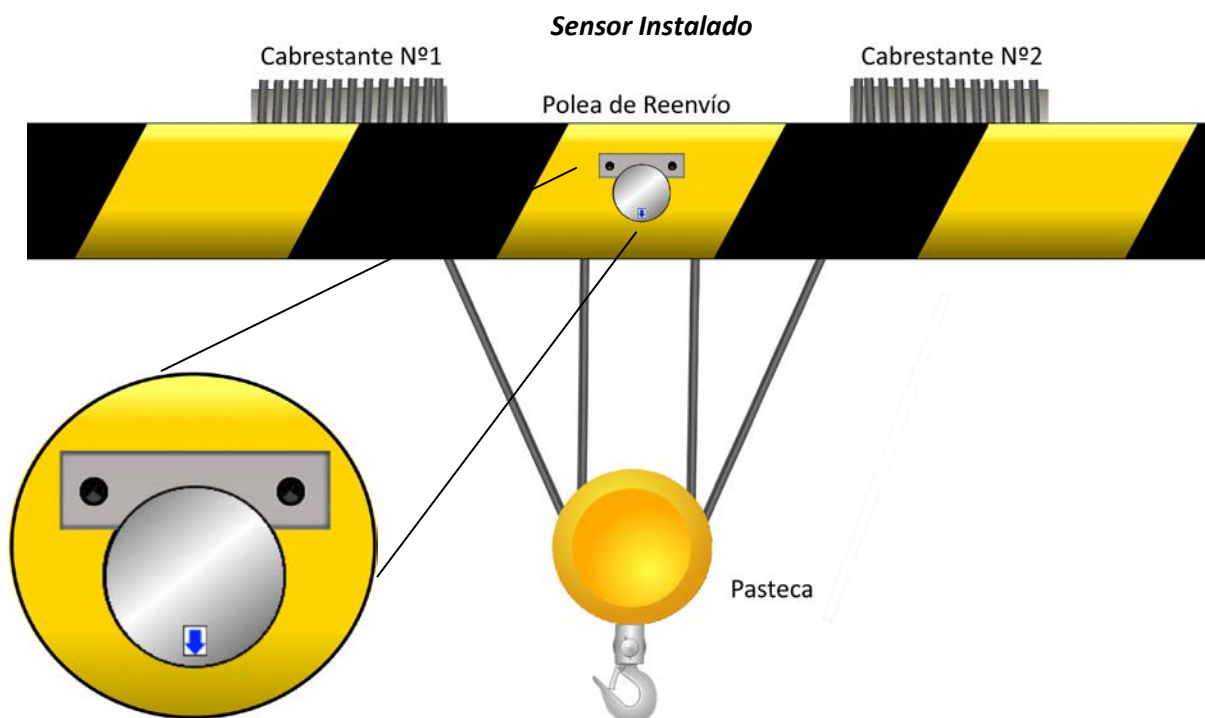 Sensor Instalado
Cabrestante Nº1
Cabrestante Nº2
Polea de Reenvío
Pasteca